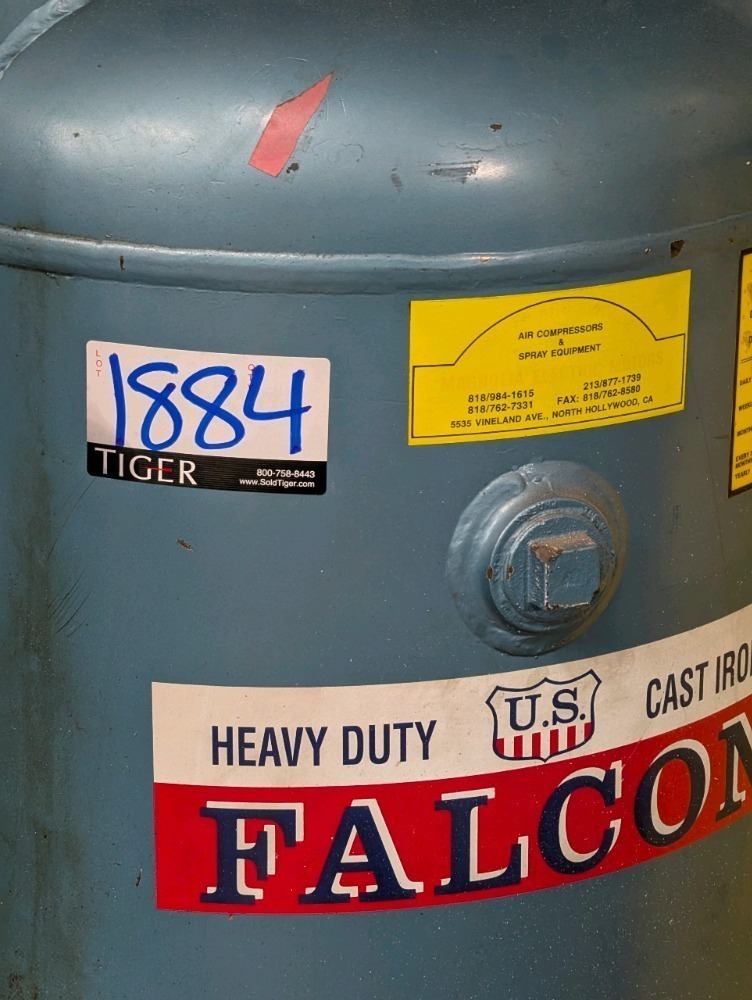 LOT
1884
TIGER
800-758-8443
www.SoldTiger.com
AIR COMPRESSORS
&
SPRAY EQUIPMENT
818/984-1615 213/877-1739
818/762-7331 FAX: 818/762-8580
5535 VINELAND AVE., NORTH HOLLYWOOD, CA
HEAVY DUTY U.S. CAST IRO
FALCON